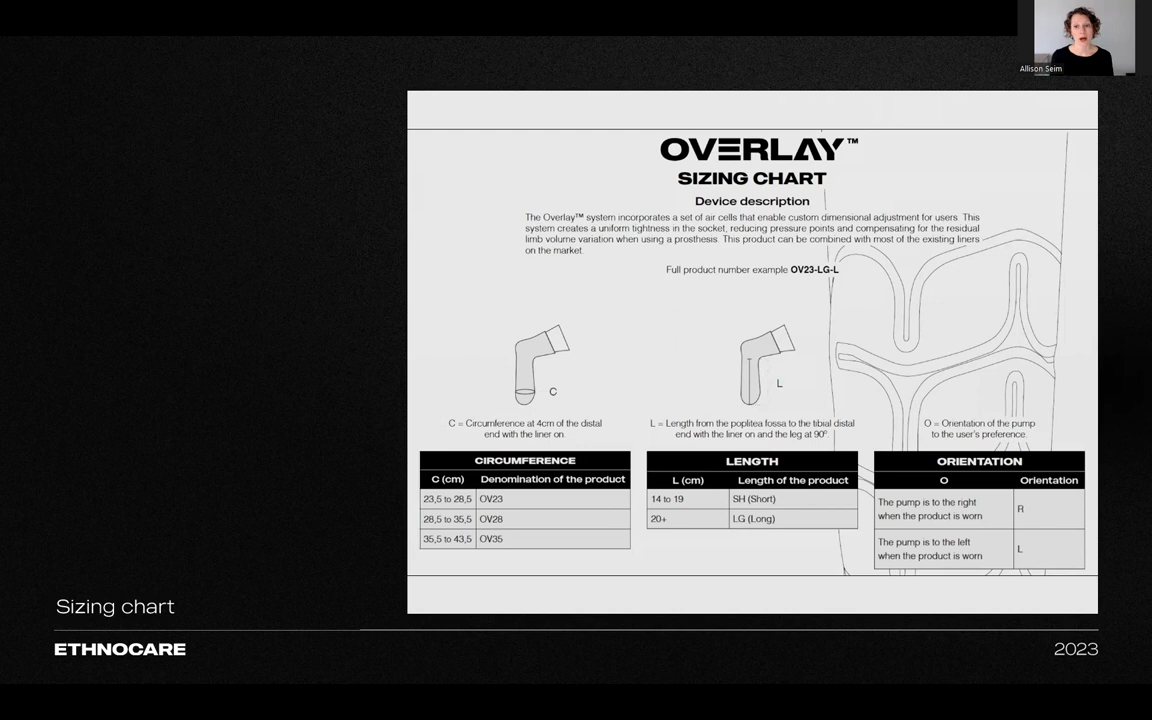 Allison Seim
OVERLAY™
SIZING CHART
Device description
The Overlay™ system incorporates a set of air cells that enable custom dimensional adjustment for users. This
system creates a uniform tightness in the socket, reducing pressure points and compensating for the residual
limb volume variation when using a prosthesis. This product can be combined with most of the existing liners
on the market.
Full product number example OV23-LG-L
C
L
C = Circumference at 4cm of the distal
end with the liner on.
L = Length from the poplitea fossa to the tibial distal
end with the liner on and the leg at 90º.
O = Orientation of the pump
to the user's preference.
CIRCUMFERENCE
C (cm) Denomination of the product
23,5 to 28,5 OV23
28,5 to 35,5 OV28
35,5 to 43,5 OV35
LENGTH
L (cm) Length of the product
14 to 19 SH (Short)
20+ LG (Long)
ORIENTATION
O Orientation
The pump is to the right
when the product is worn
R
The pump is to the left
when the product is worn
L
Sizing chart
ETHNOCARE
2023